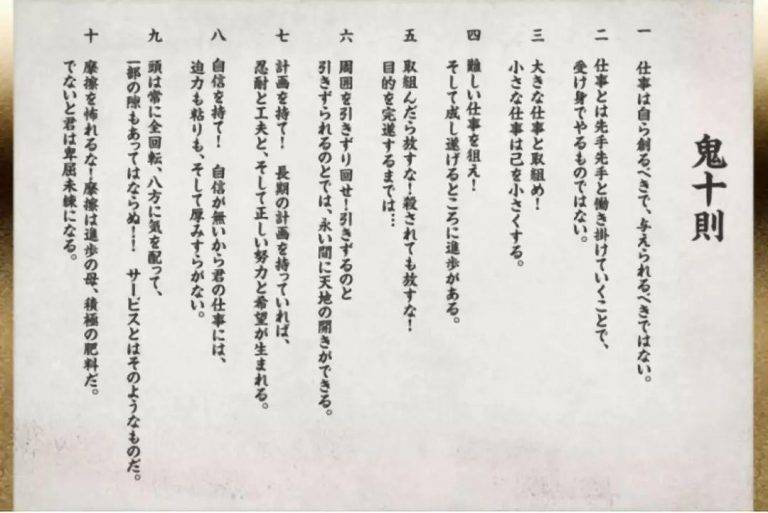 鬼十則
一 仕事は自ら創るべきで、与えられるべきではない。
二 仕事とは先手先手と働き掛けていくことで、
受け身でやるものではない。
三 大きな仕事と取組め！
小さな仕事は己を小さくする。
四 難しい仕事を狙え！
そして成し遂げるところに進歩がある。
五 取組んだら放すな！殺されても放すな！
目的を完遂するまでは…
六 周囲を引きずり回せ！引きずるのと
引きずられるのとでは、永い間に天地の開きができる。
七 計画を持て！ 長期の計画を持っていれば、
忍耐と工夫と、そして正しい努力と希望が生まれる。
八 自信を持て！ 自信が無いから君の仕事には、
迫力も粘りも、そして厚みすらがない。
九 頭は常に全回転、八方に気を配って、
一部の隙もあってはならぬ！！ サービスとはそのようなものだ。
十 摩擦を怖れるな！摩擦は進歩の母、積極の肥料だ。
でないと君は卑屈未練になる。